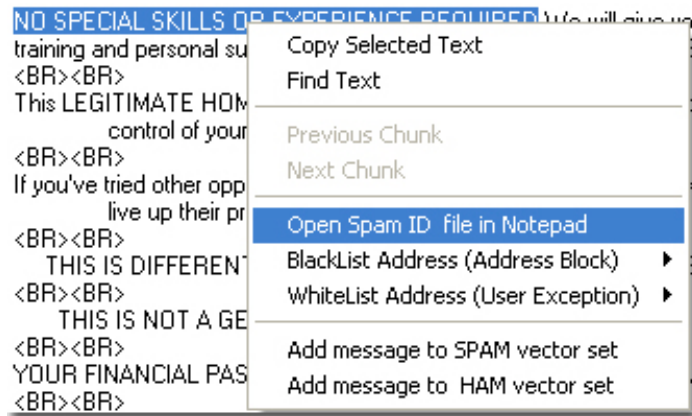 NO SPECIAL SKILLS OR EXPERIENCE REQUIRED We will give you
training and personal su
<BR><BR>
This LEGITIMATE HOM
control of your
<BR><BR>
If you've tried other opp
live up their pr
<BR><BR>
THIS IS DIFFERENT
<BR><BR>
THIS IS NOT A GE
<BR><BR>
YOUR FINANCIAL PAS
<BR><BR>
Copy Selected Text
Find Text
Previous Chunk
Next Chunk
Open Spam ID file in Notepad
BlackList Address (Address Block)
WhiteList Address (User Exception)
Add message to SPAM vector set
Add message to HAM vector set